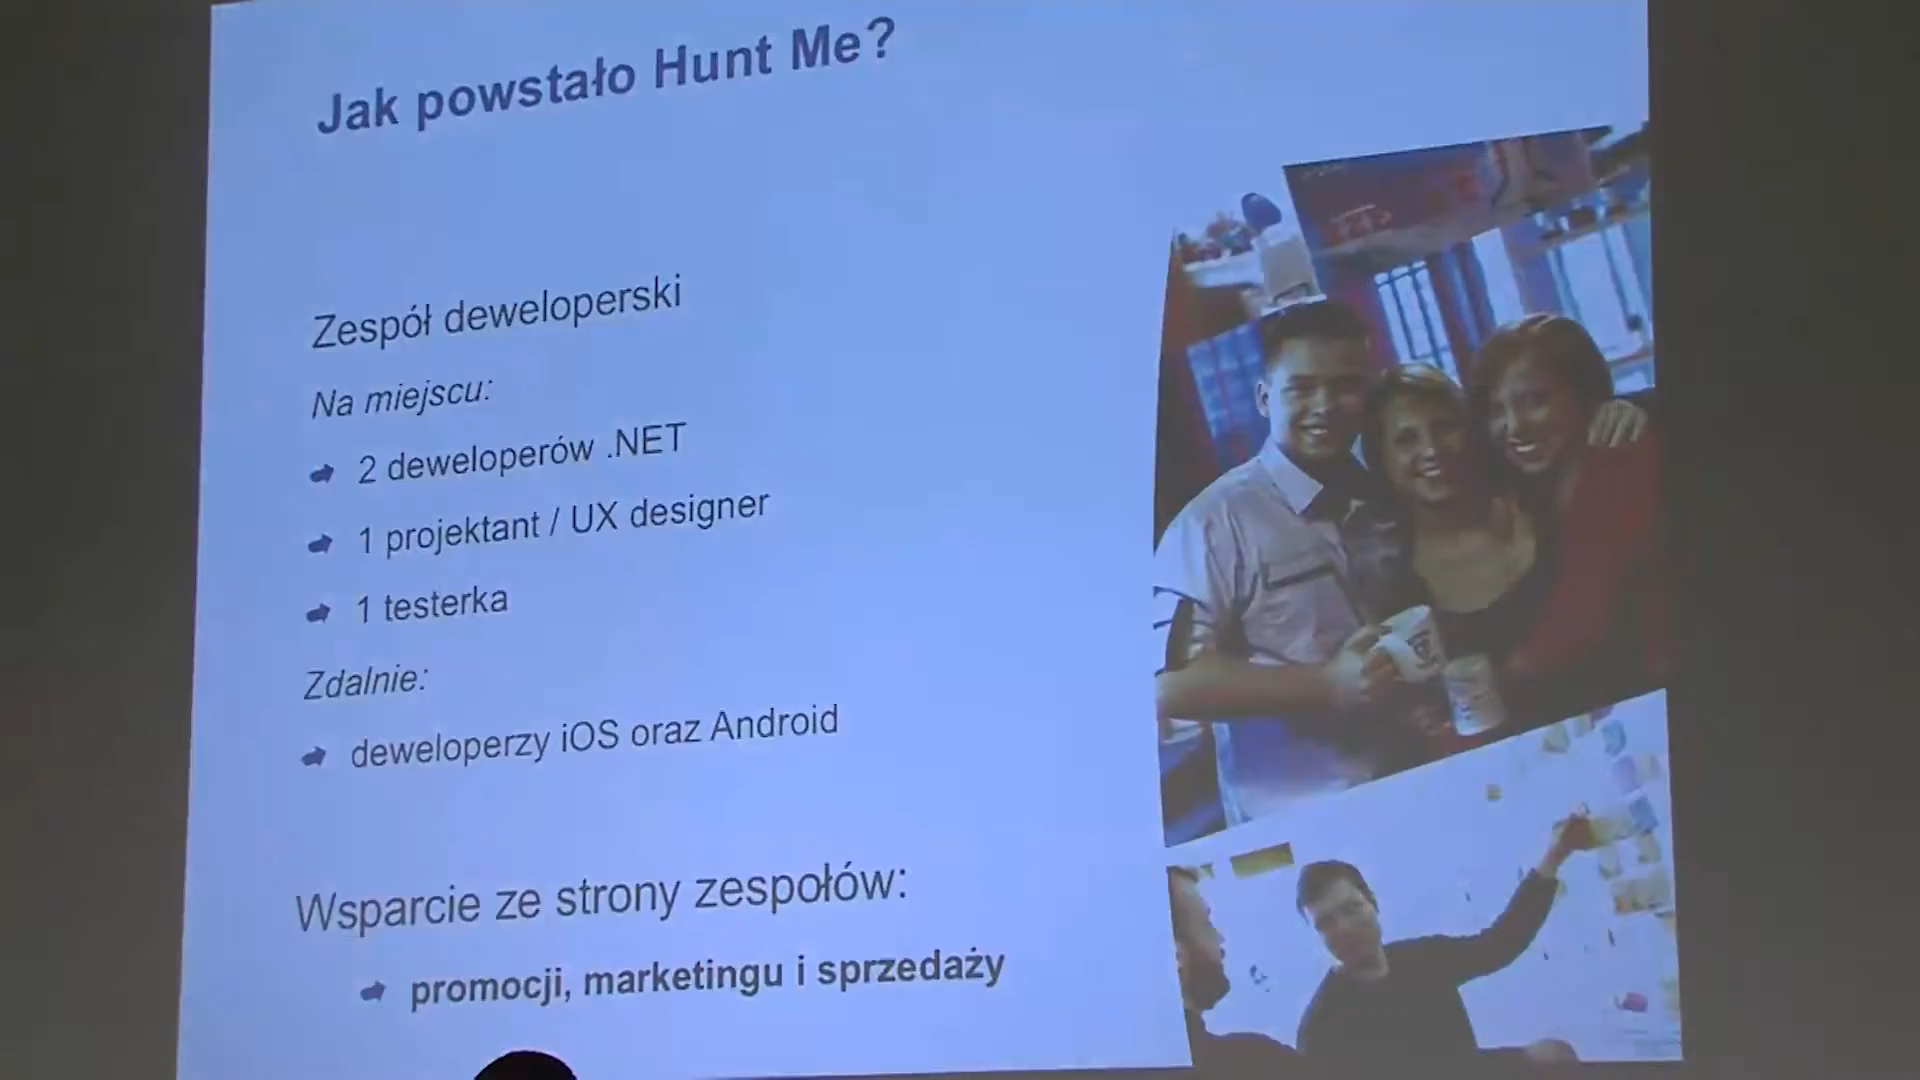 Jak powstało Hunt Me?
Zespół deweloperski
Na miejscu:
2 deweloperów .NET
1 projektant / UX designer
1 testerka
Zdalnie:
deweloperzy iOS oraz Android
Wsparcie ze strony zespołów:
promocji, marketingu i sprzedaży